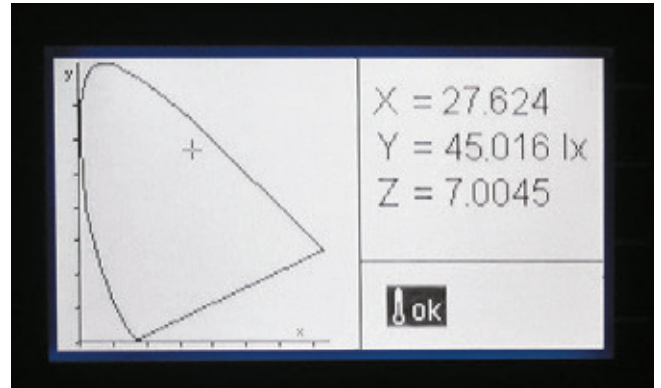 y
X = 27.624
Y = 45.016 lx
Z = 7.0045
x
ok